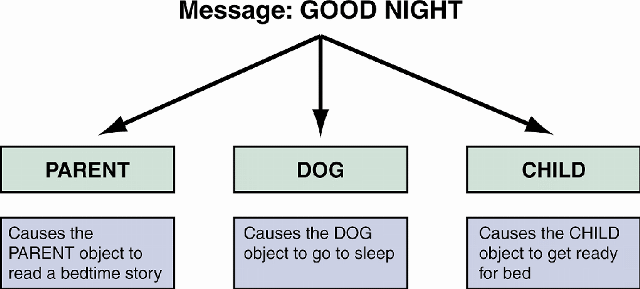 Message: GOOD NIGHT
PARENT
DOG
CHILD
Causes the
PARENT object to
read a bedtime story
Causes the DOG
object to go to sleep
Causes the CHILD
object to get ready
for bed